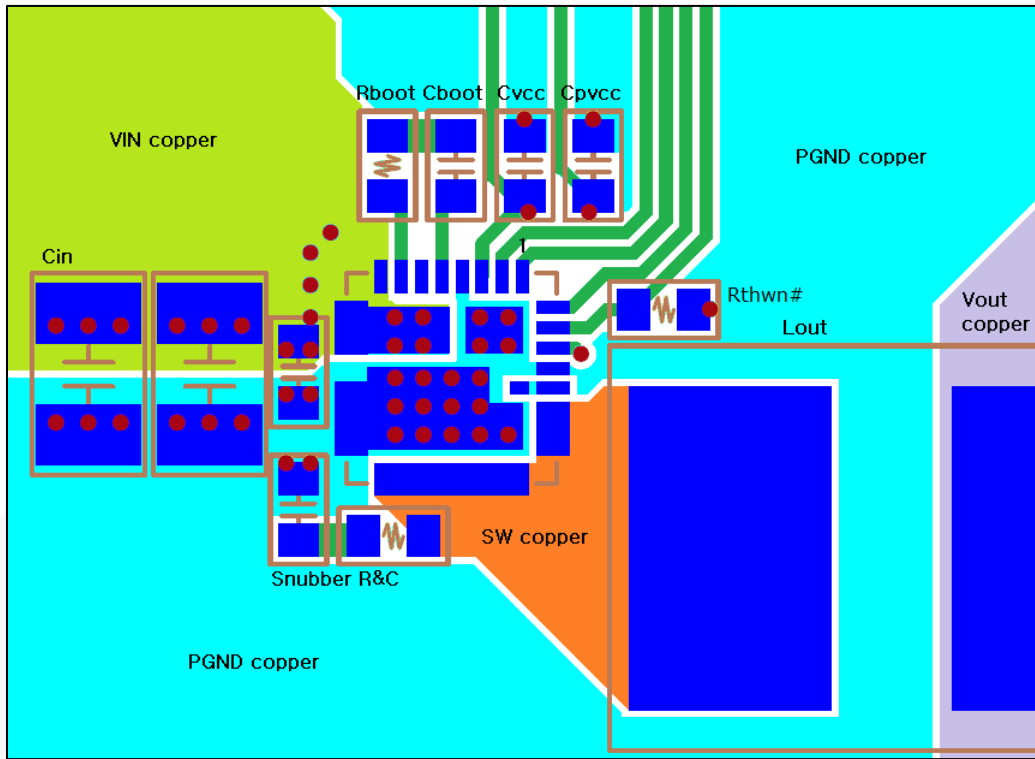 Rboot Cboot Cvcc Cpvcc
VIN copper
PGND copper
1
Cin
Rthwn#
Vout
copper
Lout
SW copper
Snubber R&C
PGND copper